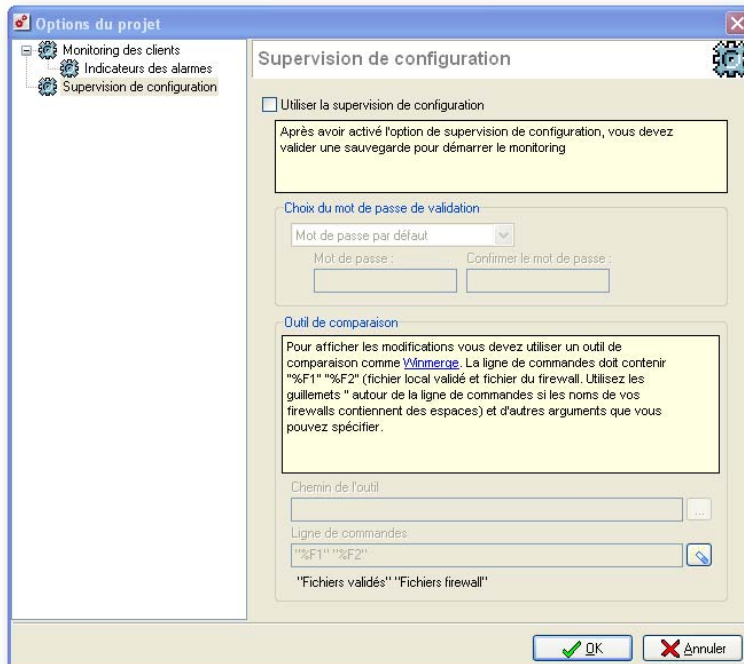 Options du projet
Monitoring des clients
Indicateurs des alarmes
Supervision de configuration
Supervision de configuration
Utiliser la supervision de configuration
Après avoir activé l'option de supervision de configuration, vous devez
valider une sauvegarde pour démarrer le monitoring
Choix du mot de passe de validation
Mot de passe par défaut
Mot de passe : Confirmer le mot de passe :
Outil de comparaison
Pour afficher les modifications vous devez utiliser un outil de
comparaison comme Winmerge. La ligne de commandes doit contenir
"%F1" "%F2" (fichier local validé et fichier du firewall. Utilisez les
guillemets " autour de la ligne de commandes si les noms de vos
firewalls contiennent des espaces) et d'autres arguments que vous
pouvez spécifier.
Chemin de l'outil
...
Ligne de commandes
"%F1" "%F2"
"Fichiers validés" "Fichiers firewall"
OK Annuler